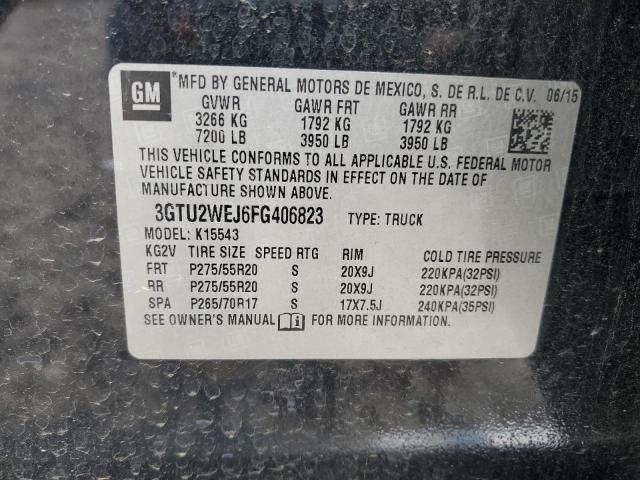 GM
*MFD BY GENERAL MOTORS DE MEXICO, S. DE R.L. DE C.V. 06/15
GVWR GAWR FRT GAWR RR
3266 KG 1792 KG 1792 KG
7200 LB 3950 LB 3950 LB
THIS VEHICLE CONFORMS TO ALL APPLICABLE U.S. FEDERAL MOTOR
VEHICLE SAFETY STANDARDS IN EFFECT ON THE DATE OF
MANUFACTURE SHOWN ABOVE.
3GTU2WEJ6FG406823 TYPE: TRUCK
MODEL: K15543
KG2V TIRE SIZE SPEED RTG RIM COLD TIRE PRESSURE
FRT P275/55R20 S 20X9J 220KPA(32PSI)
RR P275/55R20 S 20X9J 220KPA(32PSI)
SPA P265/70R17 S 17X7.5J 240KPA(35PSI)
SEE OWNER'S MANUAL FOR MORE INFORMATION.